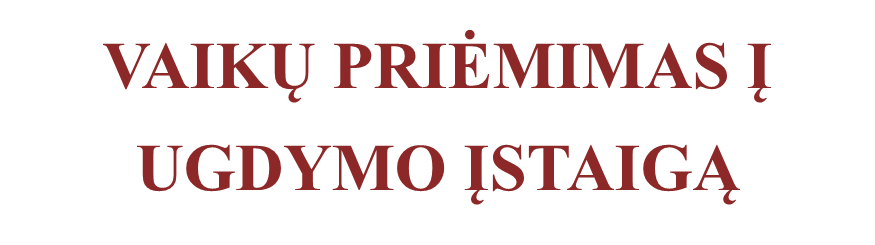 VAIKŲ PRIĖMIMAS Į
UGDYMO ĮSTAIGĄ